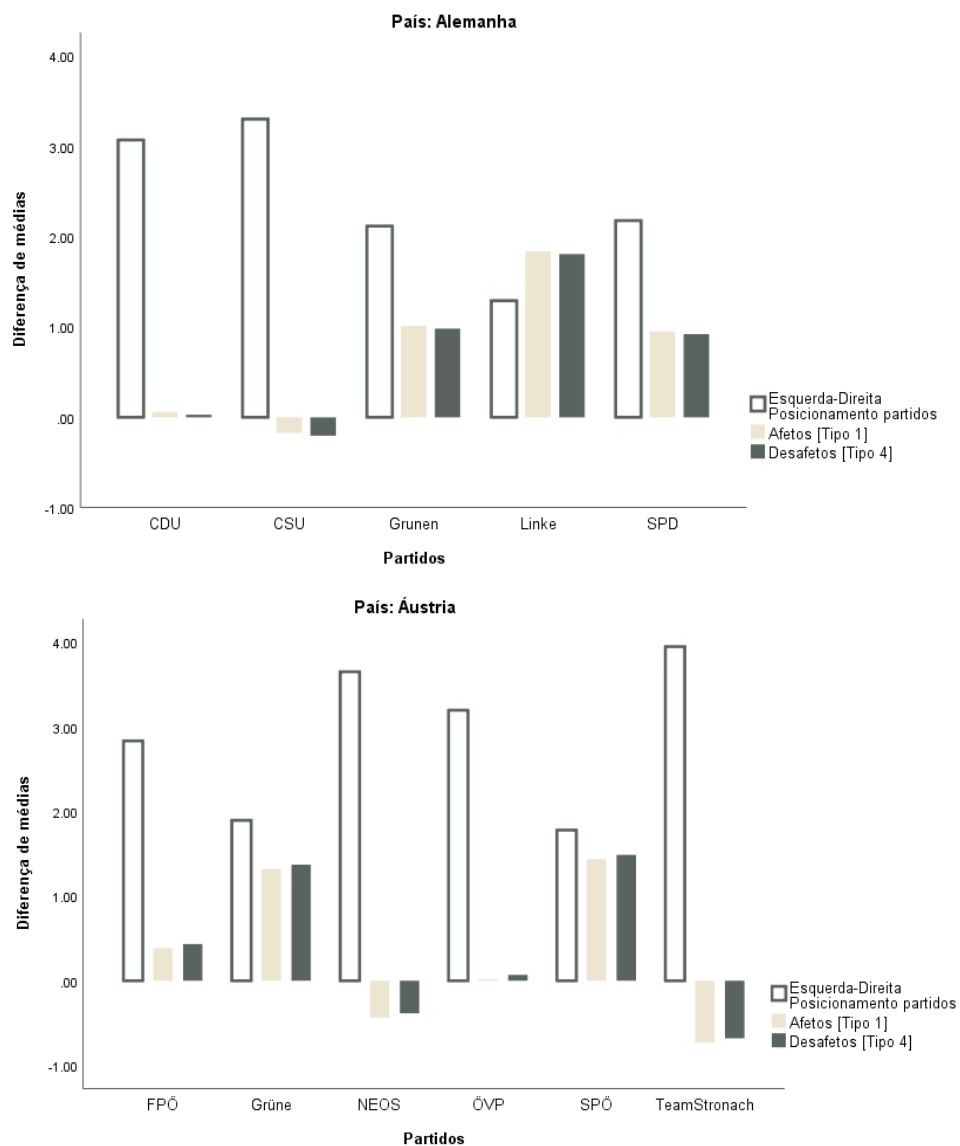 País: Alemanha
4.00
3.00
2.00
1.00
.00
-1.00
Diferença de médias
CDU
CSU
Grunen
Linke
SPD
Partidos
Esquerda-Direita
Posicionamento partidos
Afetos [Tipo 1]
Desafetos [Tipo 4]
País: Áustria
4.00
3.00
2.00
1.00
.00
-1.00
Diferença de médias
FPÖ
Grüne
NEOS
ÖVP
SPÖ
TeamStronach
Partidos
Esquerda-Direita
Posicionamento partidos
Afetos [Tipo 1]
Desafetos [Tipo 4]